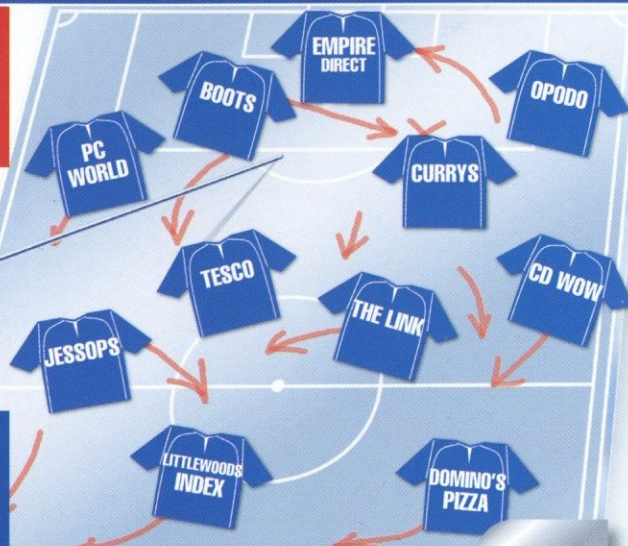 EMPIRE
DIRECT
BOOTS
OPODO
PC
WORLD
CURRYS
TESCO
CD WOW
THE LINK
JESSOPS
LITTLEWOODS
INDEX
DOMINO'S
PIZZA